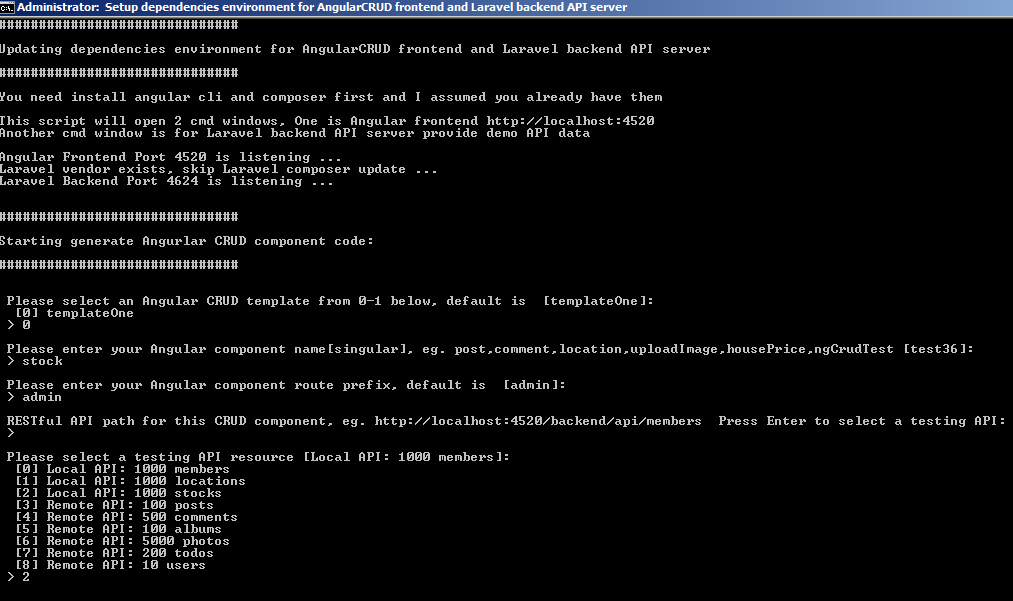 C:\. Administrator: Setup dependencies environment for AngularCRUD frontend and Laravel backend API server
##############################
Updating dependencies environment for AngularCRUD frontend and Laravel backend API server
##############################
You need install angular cli and composer first and I assumed you already have them
This script will open 2 cmd windows, One is Angular frontend http://localhost:4520
Another cmd window is for Laravel backend API server provide demo API data
Angular Frontend Port 4520 is listening ...
Laravel vendor exists, skip Laravel composer update ...
Laravel Backend Port 4624 is listening ...
##############################
Starting generate Angurlar CRUD component code:
##############################
Please select an Angular CRUD template from 0-1 below, default is  [templateOne]:
[0] templateOne
> 0
Please enter your Angular component name[singular], eg. post,comment,location,uploadImage,housePrice,ngCrudTest [test36]:
> stock
Please enter your Angular component route prefix, default is  [admin]:
> admin
RESTful API path for this CRUD component, eg. http://localhost:4520/backend/api/members  Press Enter to select a testing API:
>
Please select a testing API resource [Local API: 1000 members]:
[0] Local API: 1000 members
[1] Local API: 1000 locations
[2] Local API: 1000 stocks
[3] Remote API: 100 posts
[4] Remote API: 500 comments
[5] Remote API: 100 albums
[6] Remote API: 5000 photos
[7] Remote API: 200 todos
[8] Remote API: 10 users
> 2